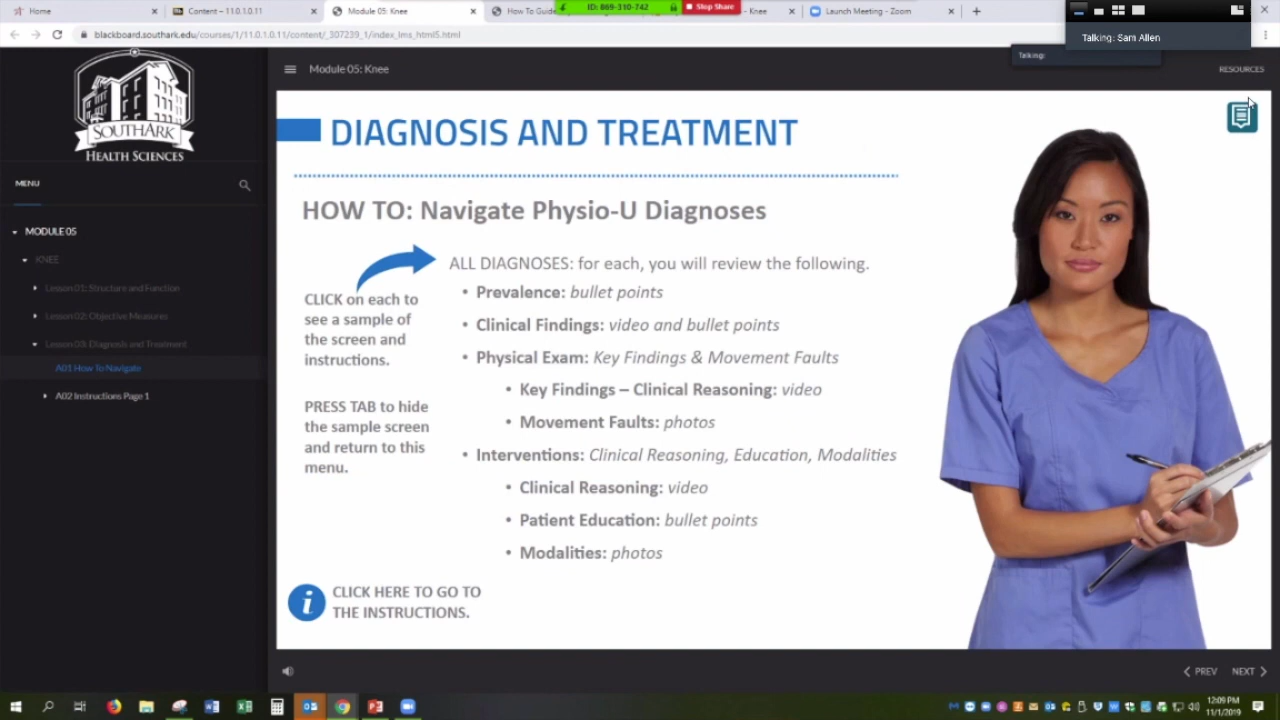 Home
Content – 11.0.1.0.11
Module 05: Knee
How To Guide
- Knee
Launch Meeting - Zoom
ID: 869-310-742
Stop Share
Talking: Sam Allen
Talking:
blackboard.southark.edu/courses/1/11.0.1.0.11/content/_307239_1/index_lms_html5.html
SOUTHARK
HEALTH SCIENCES
Module 05: Knee
RESOURCES
MENU
MODULE 05
KNEE
Lesson 01: Structure and Function
Lesson 02: Objective Measures
Lesson 03: Diagnosis and Treatment
A01 How To Navigate
A02 Instructions Page 1
DIAGNOSIS AND TREATMENT
HOW TO: Navigate Physio-U Diagnoses
CLICK on each to
see a sample of
the screen and
instructions.
PRESS TAB to hide
the sample screen
and return to this
menu.
ALL DIAGNOSES: for each, you will review the following.
• Prevalence: bullet points
• Clinical Findings: video and bullet points
• Physical Exam: Key Findings & Movement Faults
• Key Findings – Clinical Reasoning: video
• Movement Faults: photos
• Interventions: Clinical Reasoning, Education, Modalities
• Clinical Reasoning: video
• Patient Education: bullet points
• Modalities: photos
i
CLICK HERE TO GO TO
THE INSTRUCTIONS.
PREV
NEXT
12:09 PM
11/1/2019